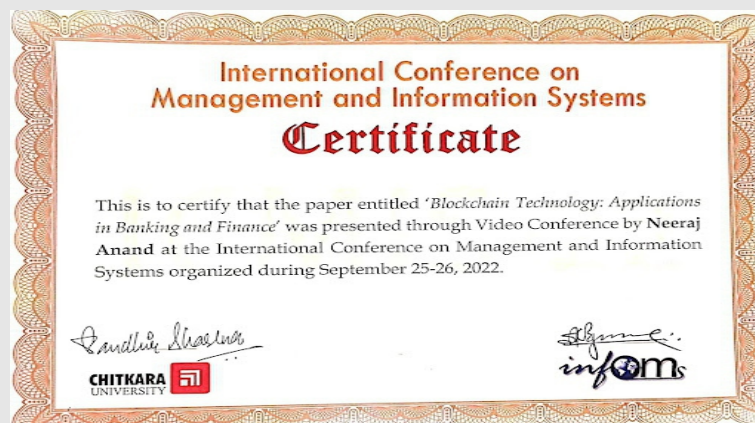 International Conference on
Management and Information Systems
Certificate
This is to certify that the paper entitled ‘Blockchain Technology: Applications
in Banking and Finance’ was presented through Video Conference by Neeraj
Anand at the International Conference on Management and Information
Systems organized during September 25-26, 2022.
Sandhir Sharma
CHITKARA
UNIVERSITY
infoms